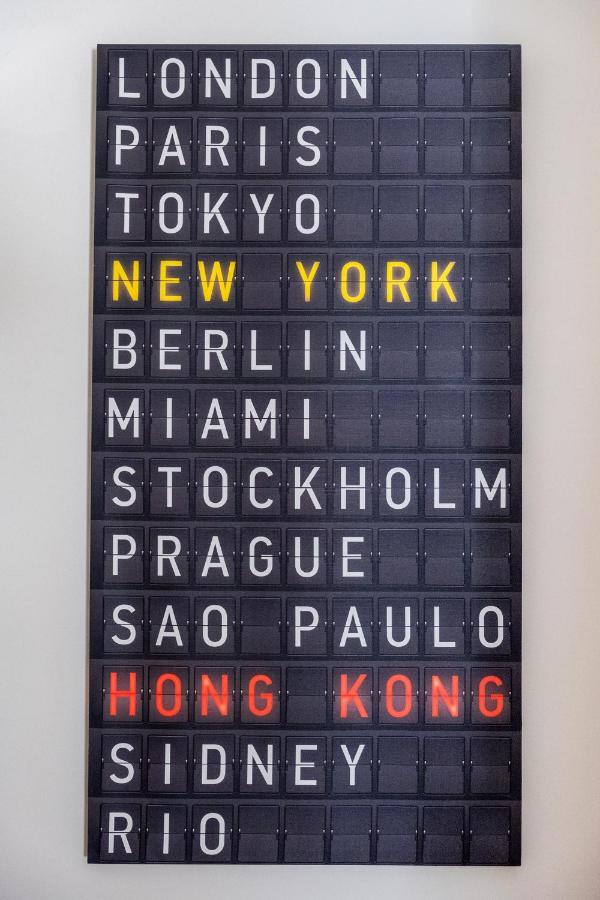 LONDON
PARIS
TOKYO
NEW YORK
BERLIN
MIAMI
STOCKHOLM
PRAGUE
SAO PAULO
HONG KONG
SIDNEY
RIO